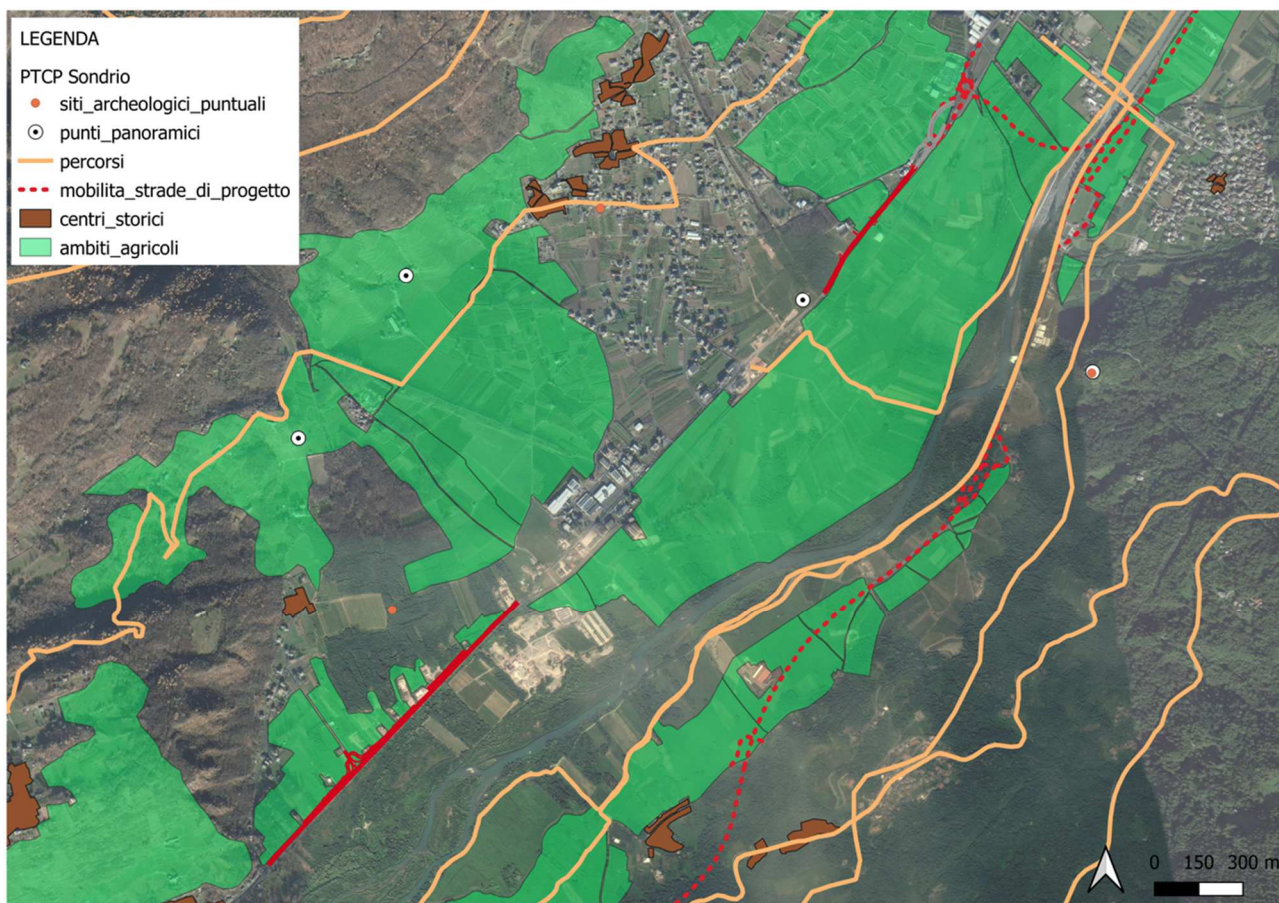 LEGENDA
PTCP Sondrio
siti_archeologici_puntuali
punti_panoramici
percorsi
mobilita_strade_di_progetto
centri_storici
ambiti_agricoli
0 150 300 m